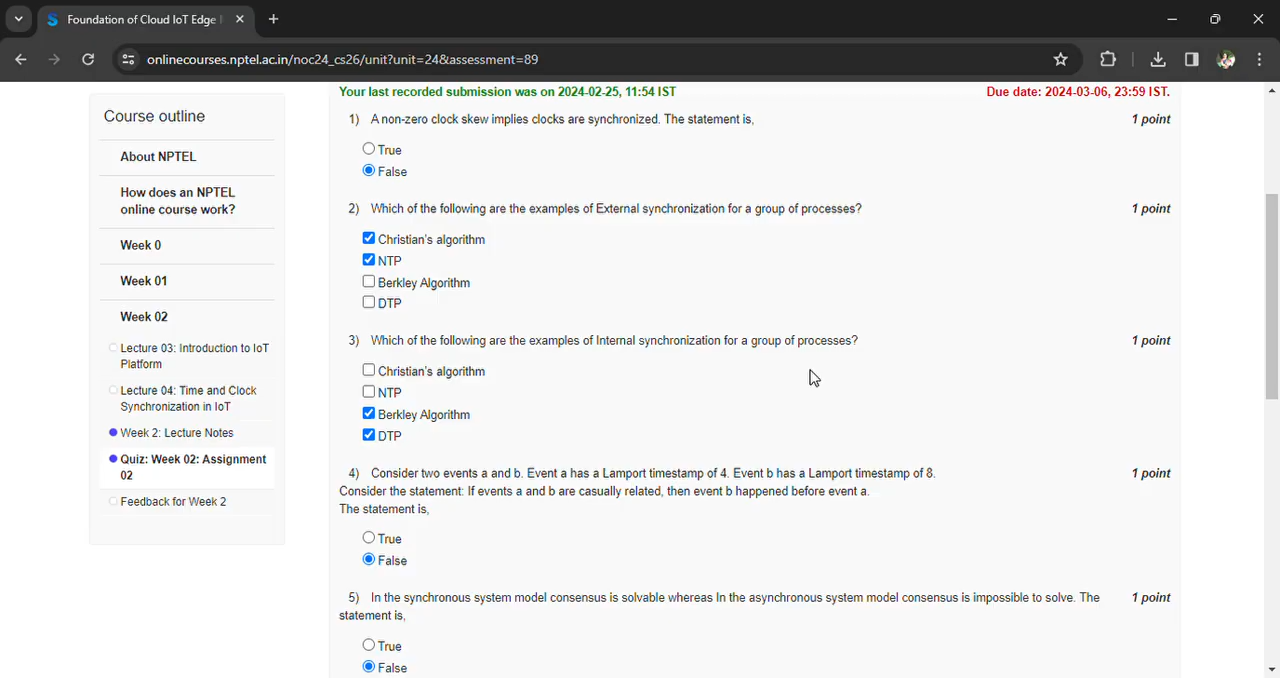 Foundation of Cloud IoT Edge
onlinecourses.nptel.ac.in/noc24_cs26/unit?unit=24&assessment=89
Course outline
About NPTEL
How does an NPTEL
online course work?
Week 0
Week 01
Week 02
Lecture 03: Introduction to IoT
Platform
Lecture 04: Time and Clock
Synchronization in IoT
Week 2: Lecture Notes
Quiz: Week 02: Assignment
02
Feedback for Week 2
Your last recorded submission was on 2024-02-25, 11:54 IST Due date: 2024-03-06, 23:59 IST.
1) A non-zero clock skew implies clocks are synchronized. The statement is, 1 point
True
False
2) Which of the following are the examples of External synchronization for a group of processes? 1 point
Christian's algorithm
NTP
Berkley Algorithm
DTP
3) Which of the following are the examples of Internal synchronization for a group of processes? 1 point
Christian's algorithm
NTP
Berkley Algorithm
DTP
4) Consider two events a and b. Event a has a Lamport timestamp of 4. Event b has a Lamport timestamp of 8. 1 point
Consider the statement: If events a and b are casually related, then event b happened before event a.
The statement is,
True
False
5) In the synchronous system model consensus is solvable whereas In the asynchronous system model consensus is impossible to solve. The 1 point
statement is,
True
False